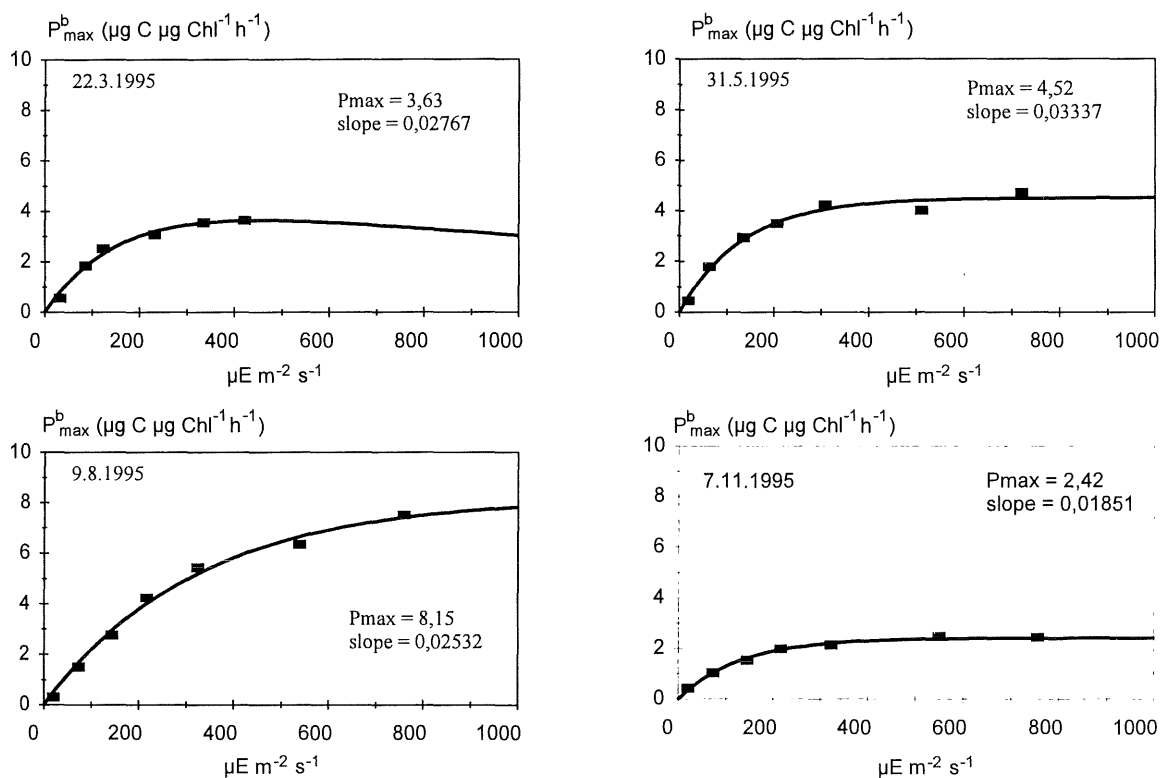 P^b_max (µg C µg Chl^-1 h^-1)
10
8
6
4
2
0
22.3.1995
Pmax = 3,63
slope = 0,02767
0 200 400 600 800 1000
µE m^-2 s^-1
P^b_max (µg C µg Chl^-1 h^-1)
10
8
6
4
2
0
31.5.1995
Pmax = 4,52
slope = 0,03337
0 200 400 600 800 1000
µE m^-2 s^-1
P^b_max (µg C µg Chl^-1 h^-1)
10
8
6
4
2
0
9.8.1995
Pmax = 8,15
slope = 0,02532
0 200 400 600 800 1000
µE m^-2 s^-1
P^b_max (µg C µg Chl^-1 h^-1)
10
8
6
4
2
0
7.11.1995
Pmax = 2,42
slope = 0,01851
0 200 400 600 800 1000
µE m^-2 s^-1